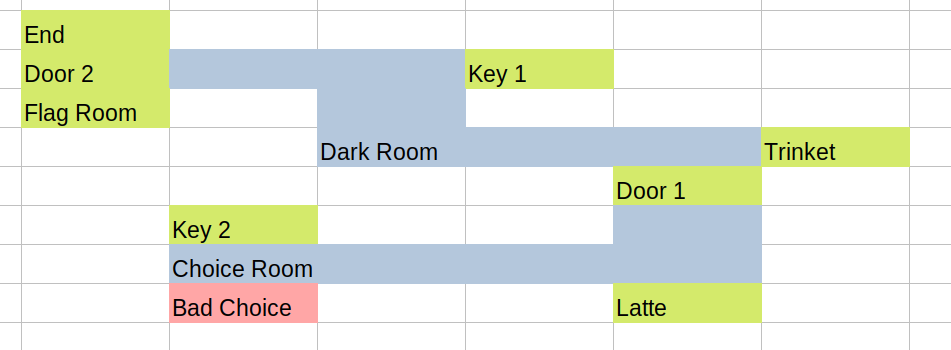 End
Door 2
Key 1
Flag Room
Dark Room
Trinket
Door 1
Key 2
Choice Room
Bad Choice
Latte